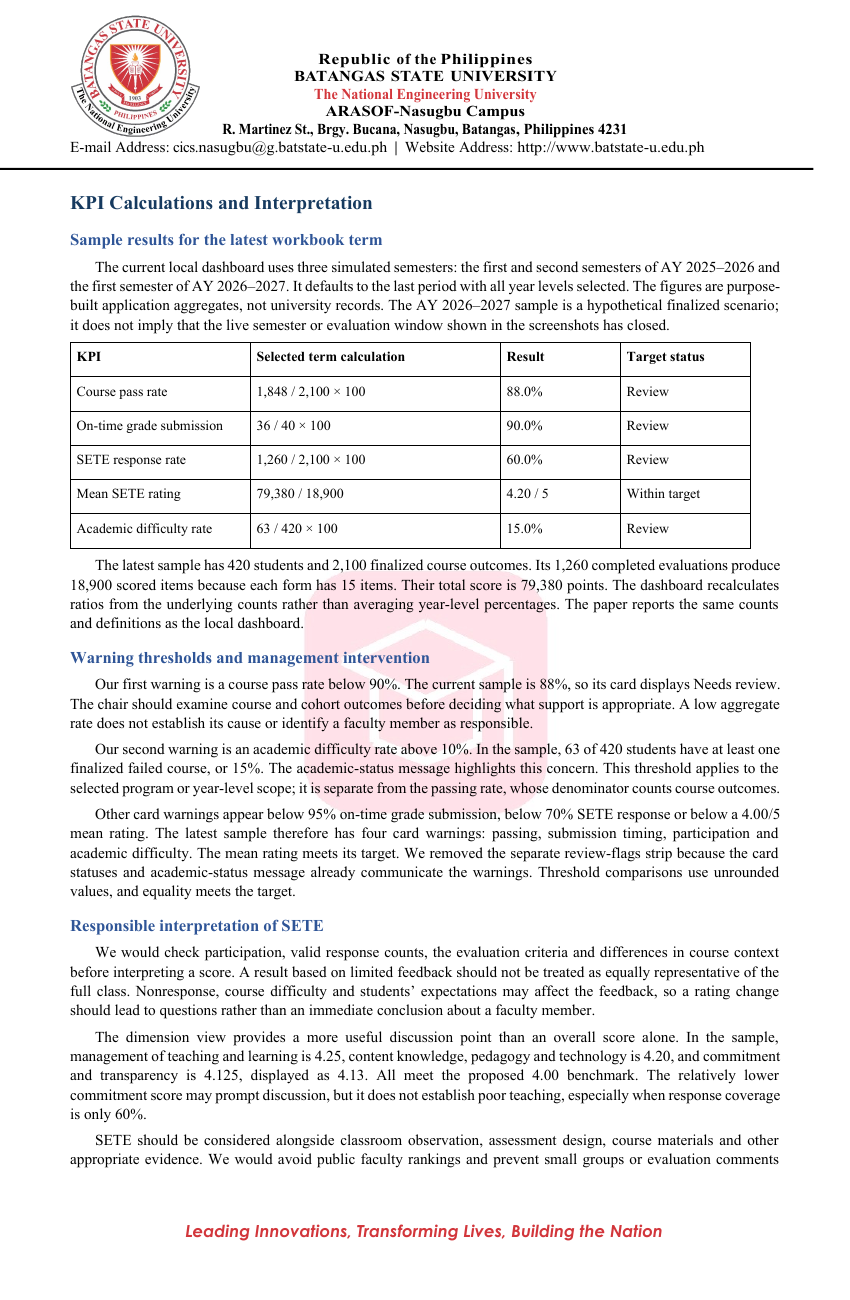 BATANGAS STATE UNIVERSITY
The National Engineering University
1903
PHILIPPINES
Republic of the Philippines
BATANGAS STATE UNIVERSITY
The National Engineering University
ARASOF-Nasugbu Campus
R. Martinez St., Brgy. Bucana, Nasugbu, Batangas, Philippines 4231
E-mail Address: cics.nasugbu@g.batstate-u.edu.ph | Website Address: http://www.batstate-u.edu.ph
KPI Calculations and Interpretation
Sample results for the latest workbook term
The current local dashboard uses three simulated semesters: the first and second semesters of AY 2025–2026 and
the first semester of AY 2026–2027. It defaults to the last period with all year levels selected. The figures are purpose-
built application aggregates, not university records. The AY 2026–2027 sample is a hypothetical finalized scenario;
it does not imply that the live semester or evaluation window shown in the screenshots has closed.
KPI Selected term calculation Result Target status
Course pass rate 1,848 / 2,100 × 100 88.0% Review
On-time grade submission 36 / 40 × 100 90.0% Review
SETE response rate 1,260 / 2,100 × 100 60.0% Review
Mean SETE rating 79,380 / 18,900 4.20 / 5 Within target
Academic difficulty rate 63 / 420 × 100 15.0% Review
The latest sample has 420 students and 2,100 finalized course outcomes. Its 1,260 completed evaluations produce
18,900 scored items because each form has 15 items. Their total score is 79,380 points. The dashboard recalculates
ratios from the underlying counts rather than averaging year-level percentages. The paper reports the same counts
and definitions as the local dashboard.
Warning thresholds and management intervention
Our first warning is a course pass rate below 90%. The current sample is 88%, so its card displays Needs review.
The chair should examine course and cohort outcomes before deciding what support is appropriate. A low aggregate
rate does not establish its cause or identify a faculty member as responsible.
Our second warning is an academic difficulty rate above 10%. In the sample, 63 of 420 students have at least one
finalized failed course, or 15%. The academic-status message highlights this concern. This threshold applies to the
selected program or year-level scope; it is separate from the passing rate, whose denominator counts course outcomes.
Other card warnings appear below 95% on-time grade submission, below 70% SETE response or below a 4.00/5
mean rating. The latest sample therefore has four card warnings: passing, submission timing, participation and
academic difficulty. The mean rating meets its target. We removed the separate review-flags strip because the card
statuses and academic-status message already communicate the warnings. Threshold comparisons use unrounded
values, and equality meets the target.
Responsible interpretation of SETE
We would check participation, valid response counts, the evaluation criteria and differences in course context
before interpreting a score. A result based on limited feedback should not be treated as equally representative of the
full class. Nonresponse, course difficulty and students’ expectations may affect the feedback, so a rating change
should lead to questions rather than an immediate conclusion about a faculty member.
The dimension view provides a more useful discussion point than an overall score alone. In the sample,
management of teaching and learning is 4.25, content knowledge, pedagogy and technology is 4.20, and commitment
and transparency is 4.125, displayed as 4.13. All meet the proposed 4.00 benchmark. The relatively lower
commitment score may prompt discussion, but it does not establish poor teaching, especially when response coverage
is only 60%.
SETE should be considered alongside classroom observation, assessment design, course materials and other
appropriate evidence. We would avoid public faculty rankings and prevent small groups or evaluation comments
Leading Innovations, Transforming Lives, Building the Nation